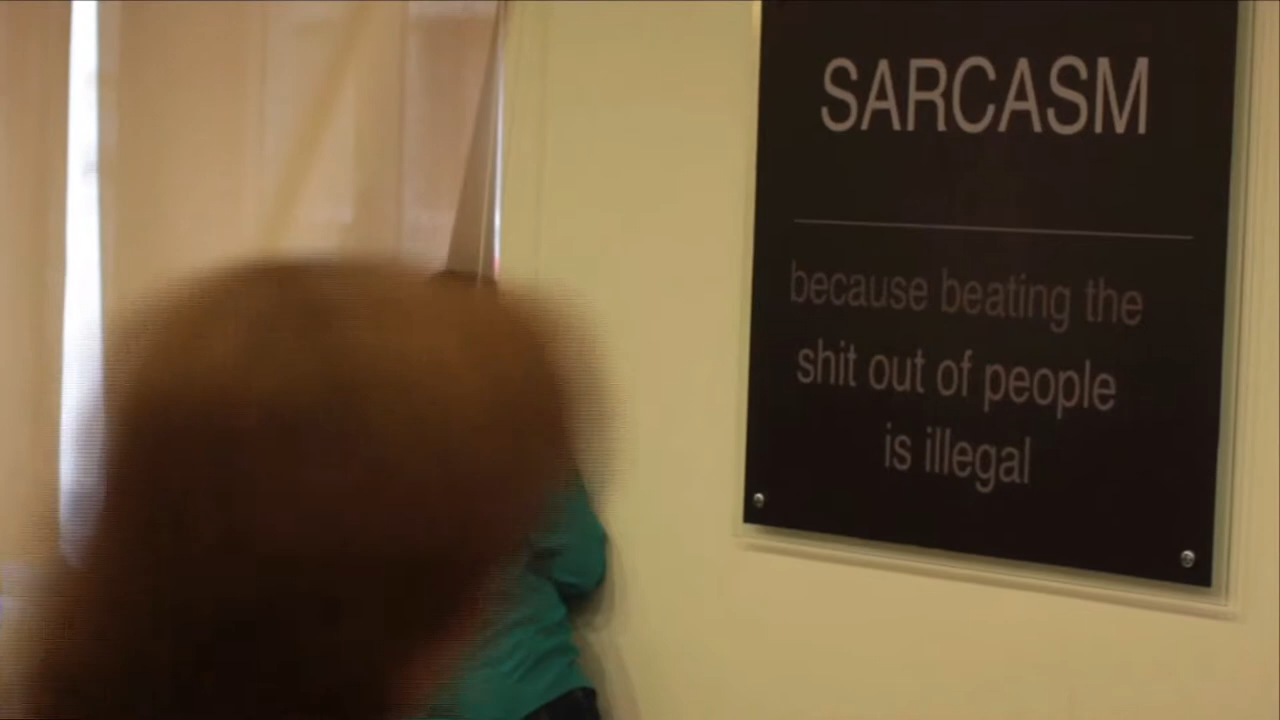 SARCASM
because beating the
shit out of people
is illegal